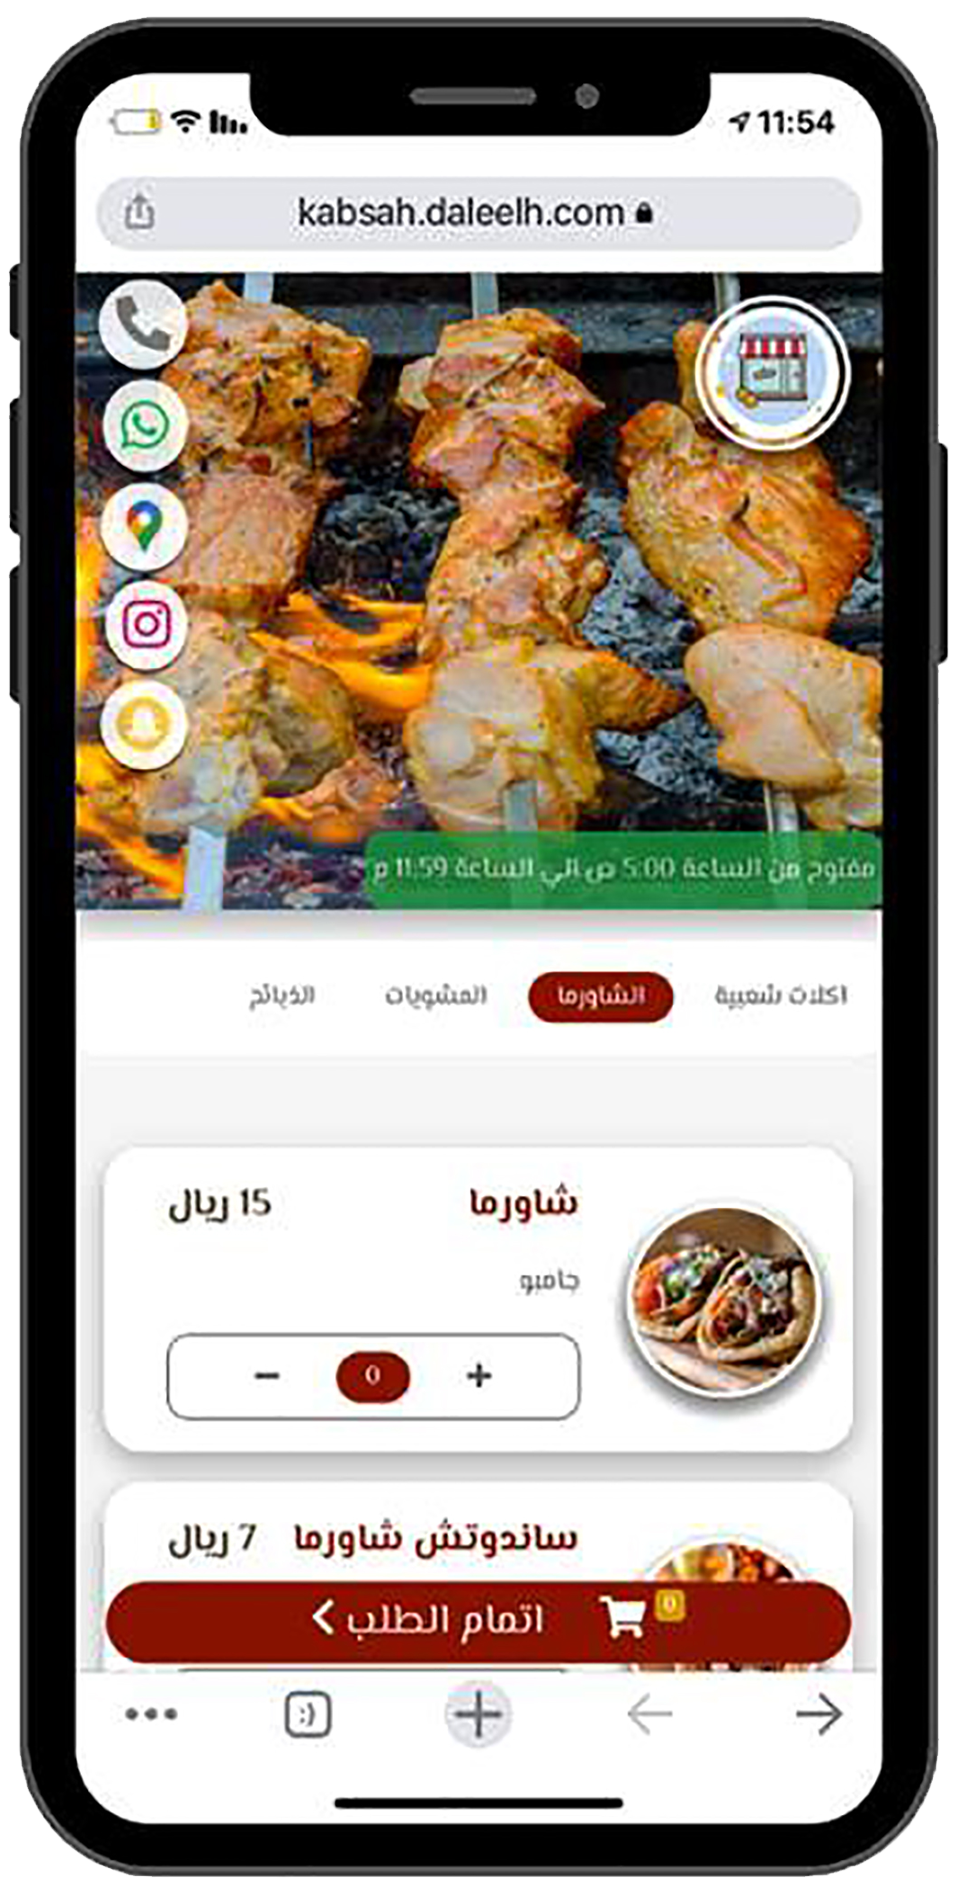 11:54
kabsah.daleelh.com
مفتوح من الساعة 5:00 ص الي الساعة 11:59 م
اكلات شعبية
الشاورما
المشويات
الذبائح
شاورما
15 ريال
جامبو
+ 0 −
ساندوتش شاورما
7 ريال
0
اتمام الطلب
:)